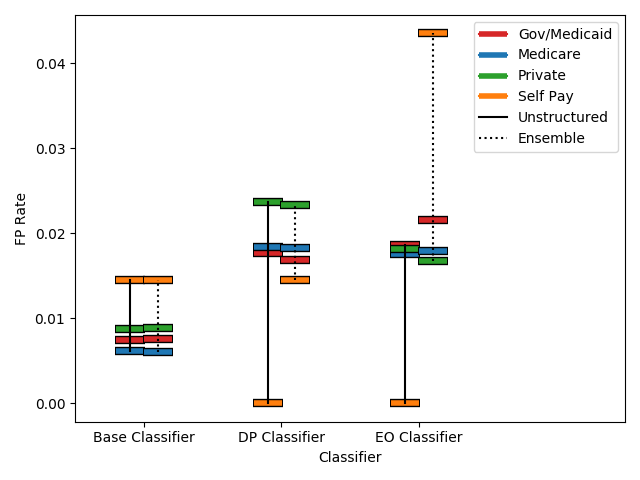 Gov/Medicaid
Medicare
Private
Self Pay
Unstructured
Ensemble
FP Rate
0.04
0.03
0.02
0.01
0.00
Base Classifier
DP Classifier
EO Classifier
Classifier